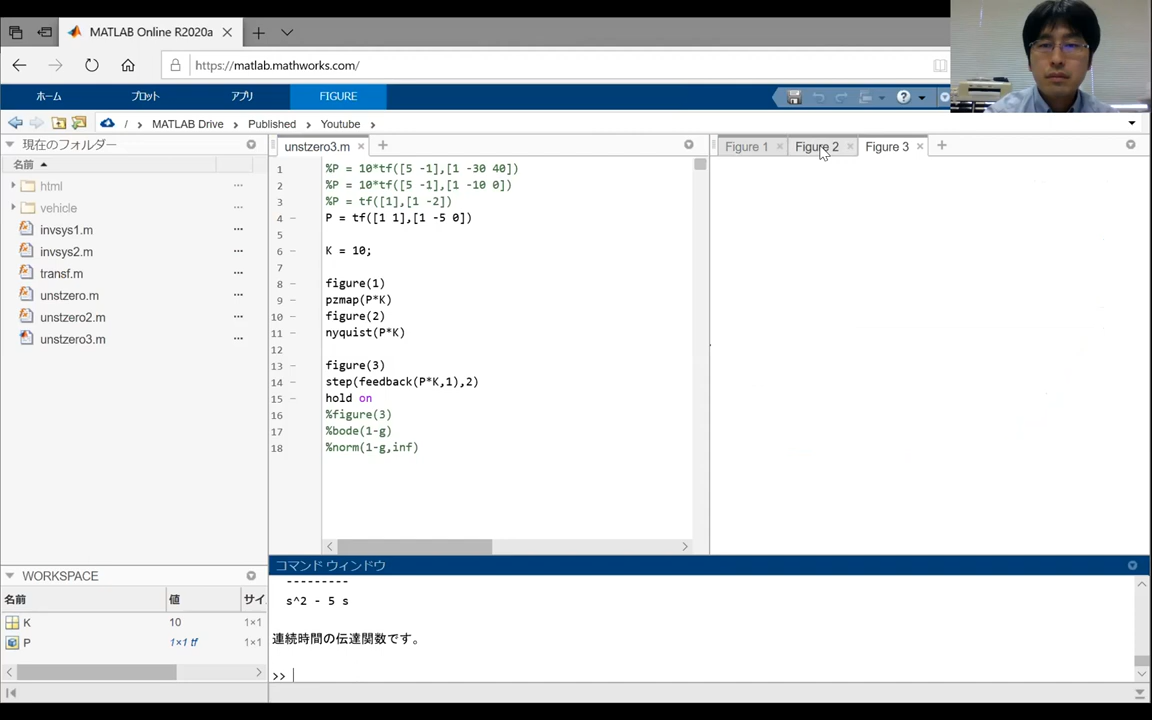 MATLAB Online R2020a
https://matlab.mathworks.com/
ホーム プロット アプリ FIGURE
/ › MATLAB Drive › Published › Youtube ›
現在のフォルダー
名前
html
vehicle
invsys1.m
invsys2.m
transf.m
unstzero.m
unstzero2.m
unstzero3.m
WORKSPACE
名前 値 サイ
K 10 1×1
P 1×1 tf 1×1
unstzero3.m
1 %P = 10*tf([5 -1],[1 -30 40])
2 %P = 10*tf([5 -1],[1 -10 0])
3 %P = tf([1],[1 -2])
4 P = tf([1 1],[1 -5 0])
5
6 K = 10;
7
8 figure(1)
9 pzmap(P*K)
10 figure(2)
11 nyquist(P*K)
12
13 figure(3)
14 step(feedback(P*K,1),2)
15 hold on
16 %figure(3)
17 %bode(1-g)
18 %norm(1-g,inf)
Figure 1 Figure 2 Figure 3
コマンド ウィンドウ
---------
s^2 - 5 s
連続時間の伝達関数です。
>>